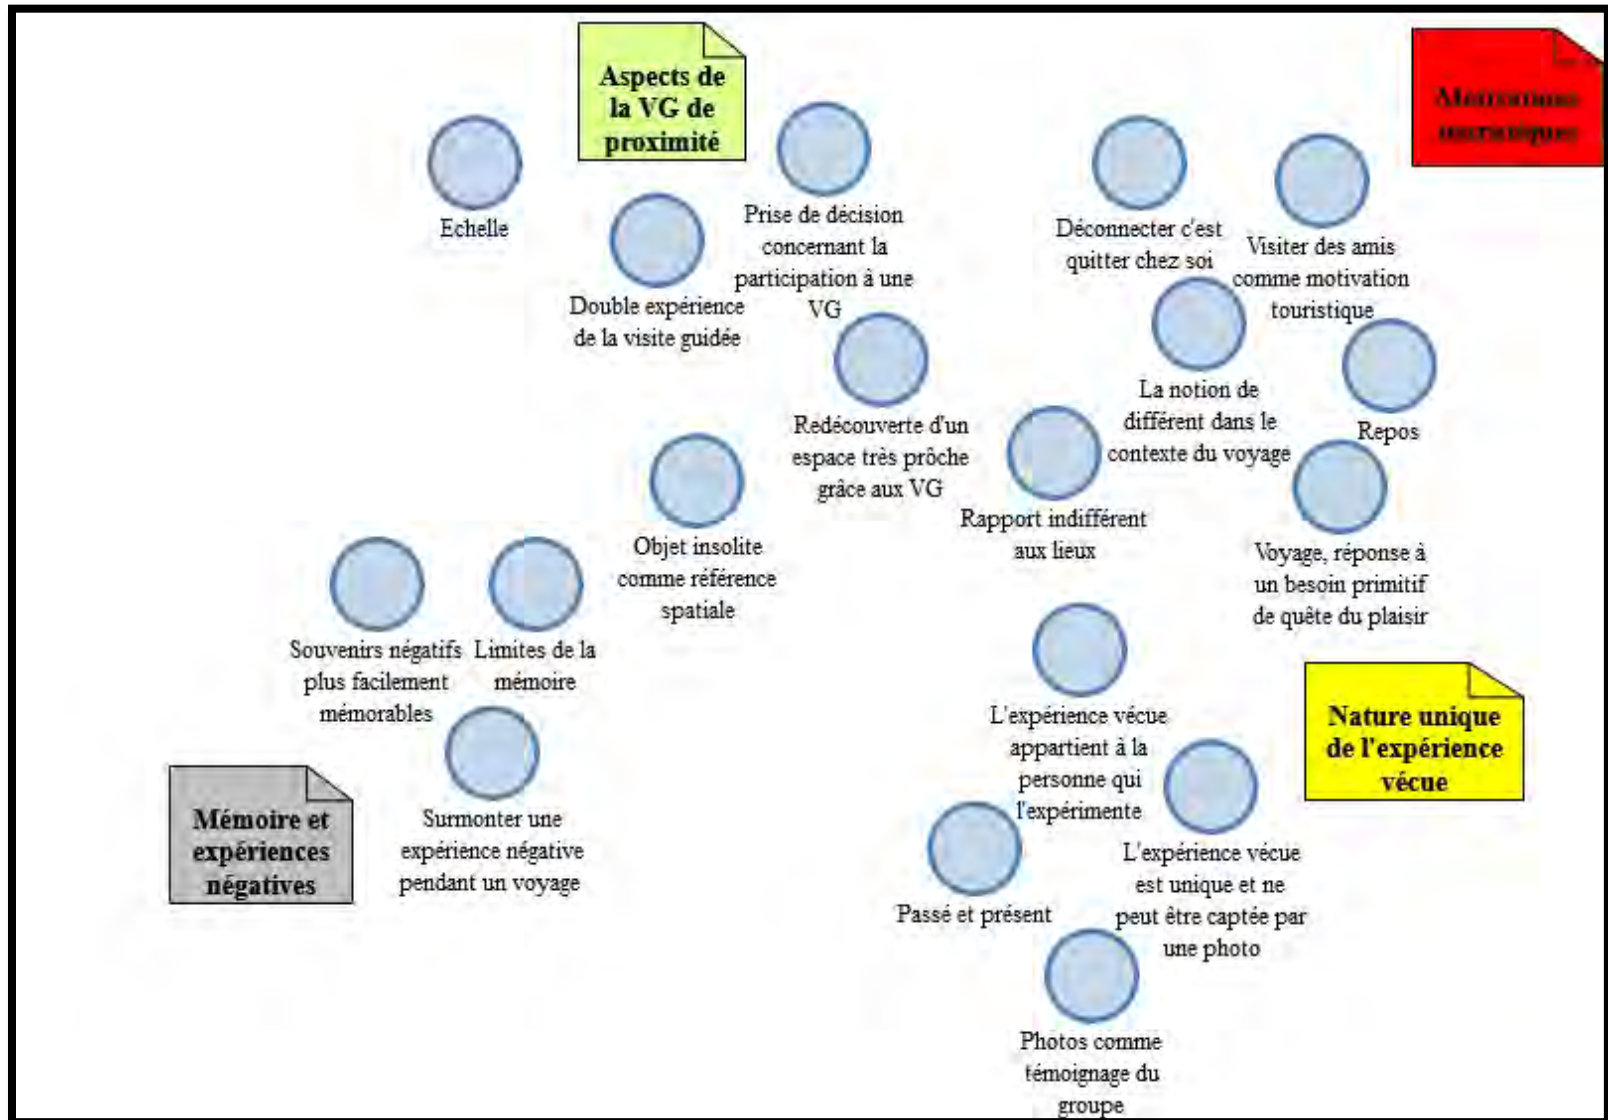 Aspects de
la VG de
proximité
Motivations
Echelle
Double expérience
de la visite guidée
Prise de décision
concernant la
participation à une
VG
Redécouverte d'un
espace très prôche
grâce aux VG
Déconnecter c'est
quitter chez soi
Visiter des amis
comme motivation
touristique
La notion de
différent dans le
contexte du voyage
Repos
Rapport indifférent
aux lieux
Voyage, réponse à
un besoin primitif
de quête du plaisir
Objet insolite
comme référence
spatiale
Souvenirs négatifs
plus facilement
mémorables
Limites de la
mémoire
Surmonter une
expérience négative
pendant un voyage
Mémoire et
expériences
négatives
L'expérience vécue
appartient à la
personne qui
l'expérimente
Nature unique
de l'expérience
vécue
L'expérience vécue
est unique et ne
peut être captée par
une photo
Passé et présent
Photos comme
témoignage du
groupe